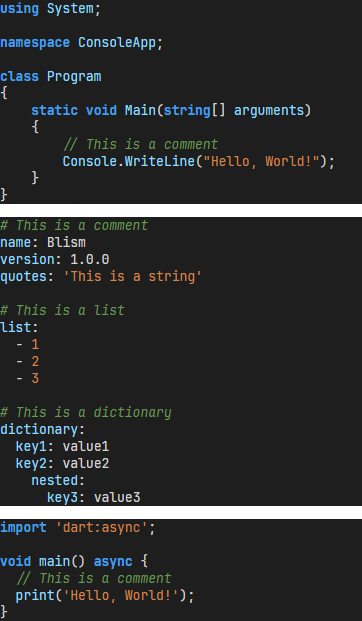 using System;

namespace ConsoleApp;

class Program
{
    static void Main(string[] arguments)
    {
        // This is a comment
        Console.WriteLine("Hello, World!");
    }
}

# This is a comment
name: Blism
version: 1.0.0
quotes: 'This is a string'

# This is a list
list:
  - 1
  - 2
  - 3

# This is a dictionary
dictionary:
  key1: value1
  key2: value2
    nested:
      key3: value3

import 'dart:async';

void main() async {
  // This is a comment
  print('Hello, World!');
}